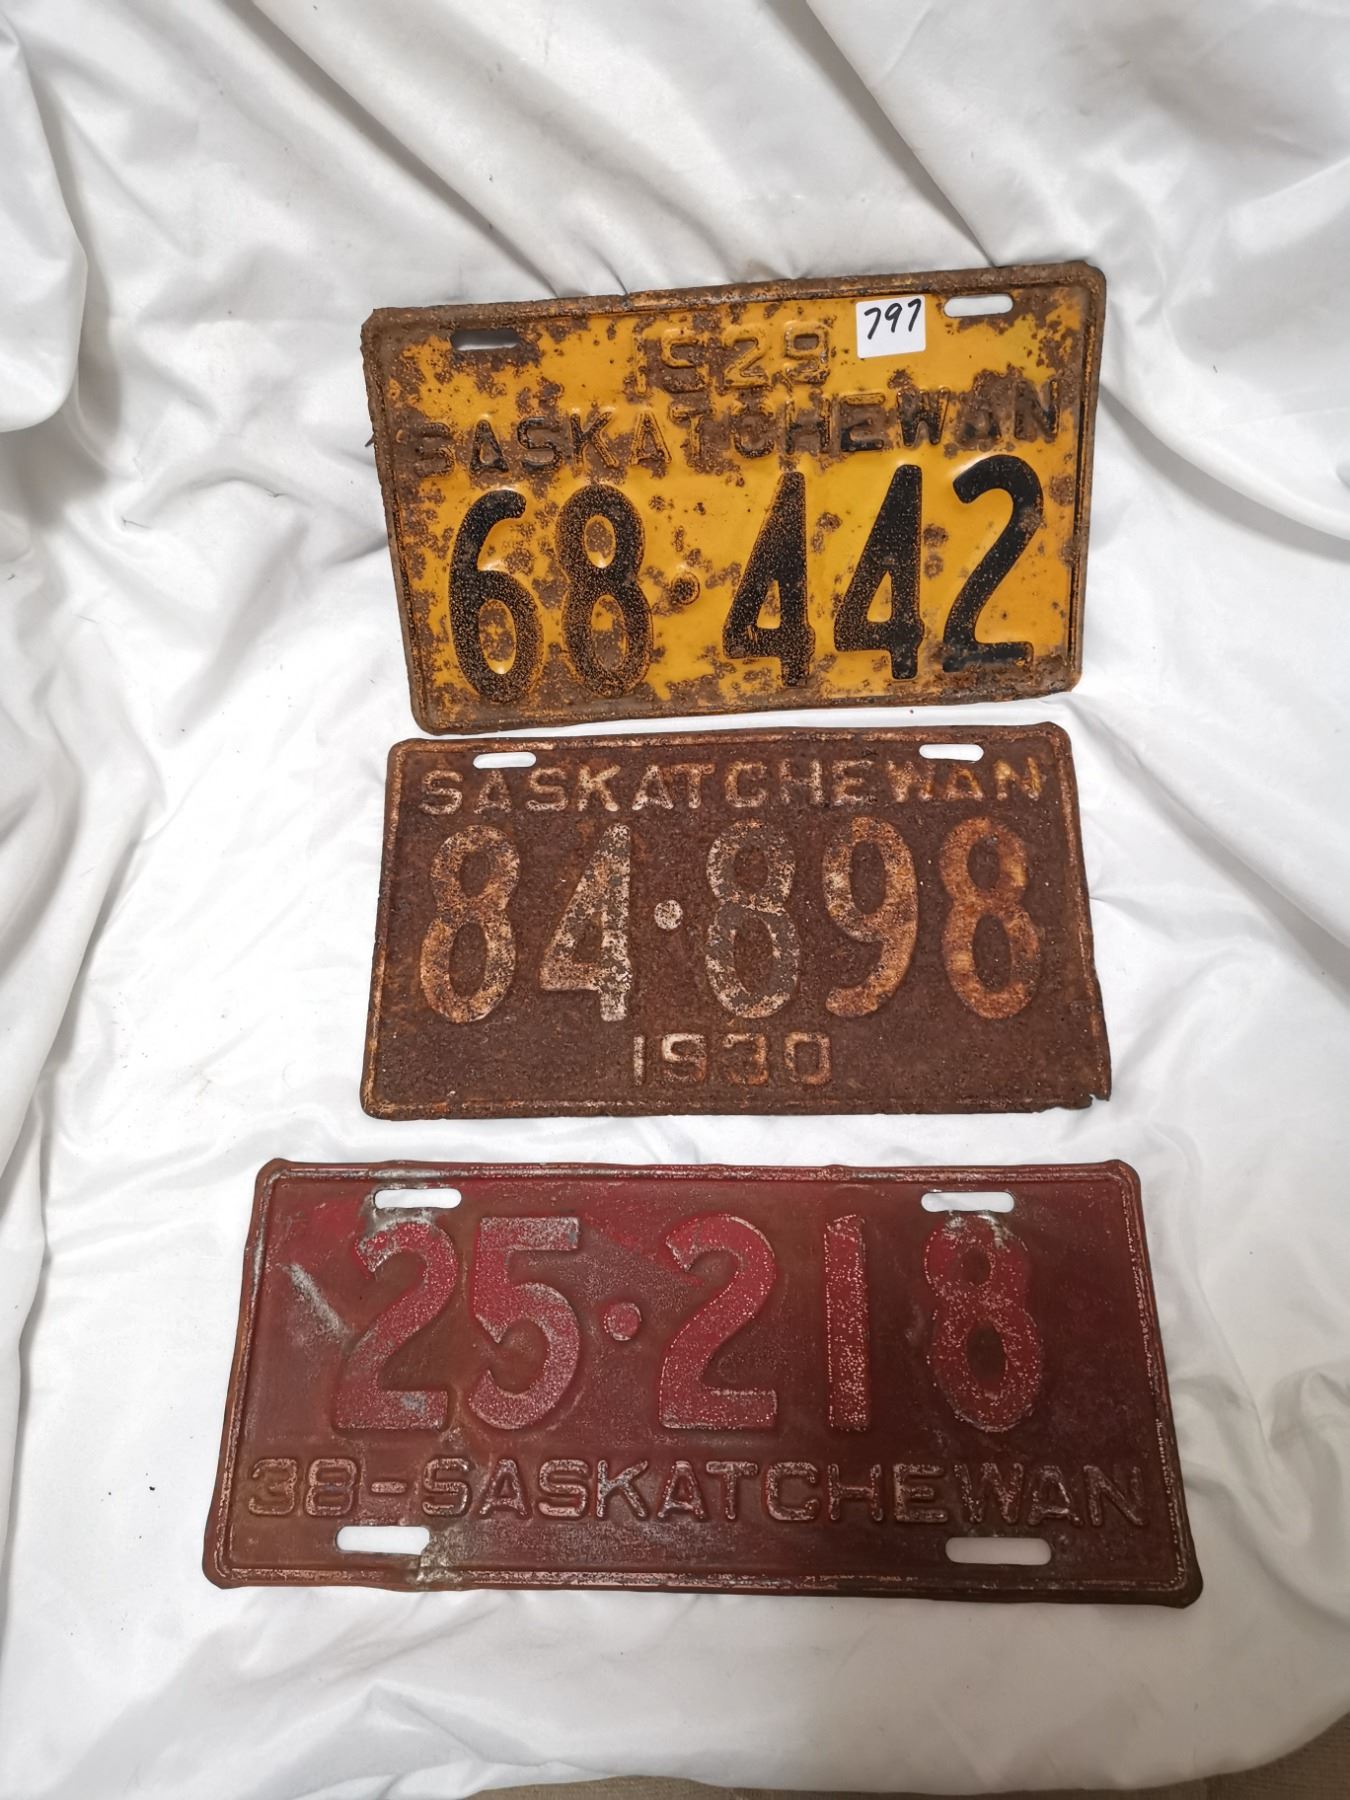 797
1929
SASKATCHEWAN
68·442
SASKATCHEWAN
84·898
1930
25·218
38-SASKATCHEWAN